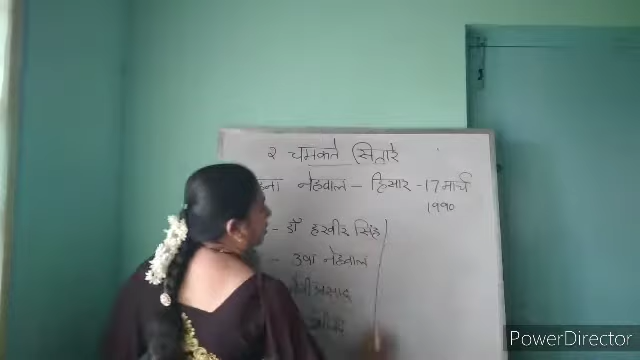 २ चमकते सितारे
नेहवाल – हिसार - 17 मार्च
1990
- डॉ हरवीर सिंह
- उषा नेहवाल
PowerDirector